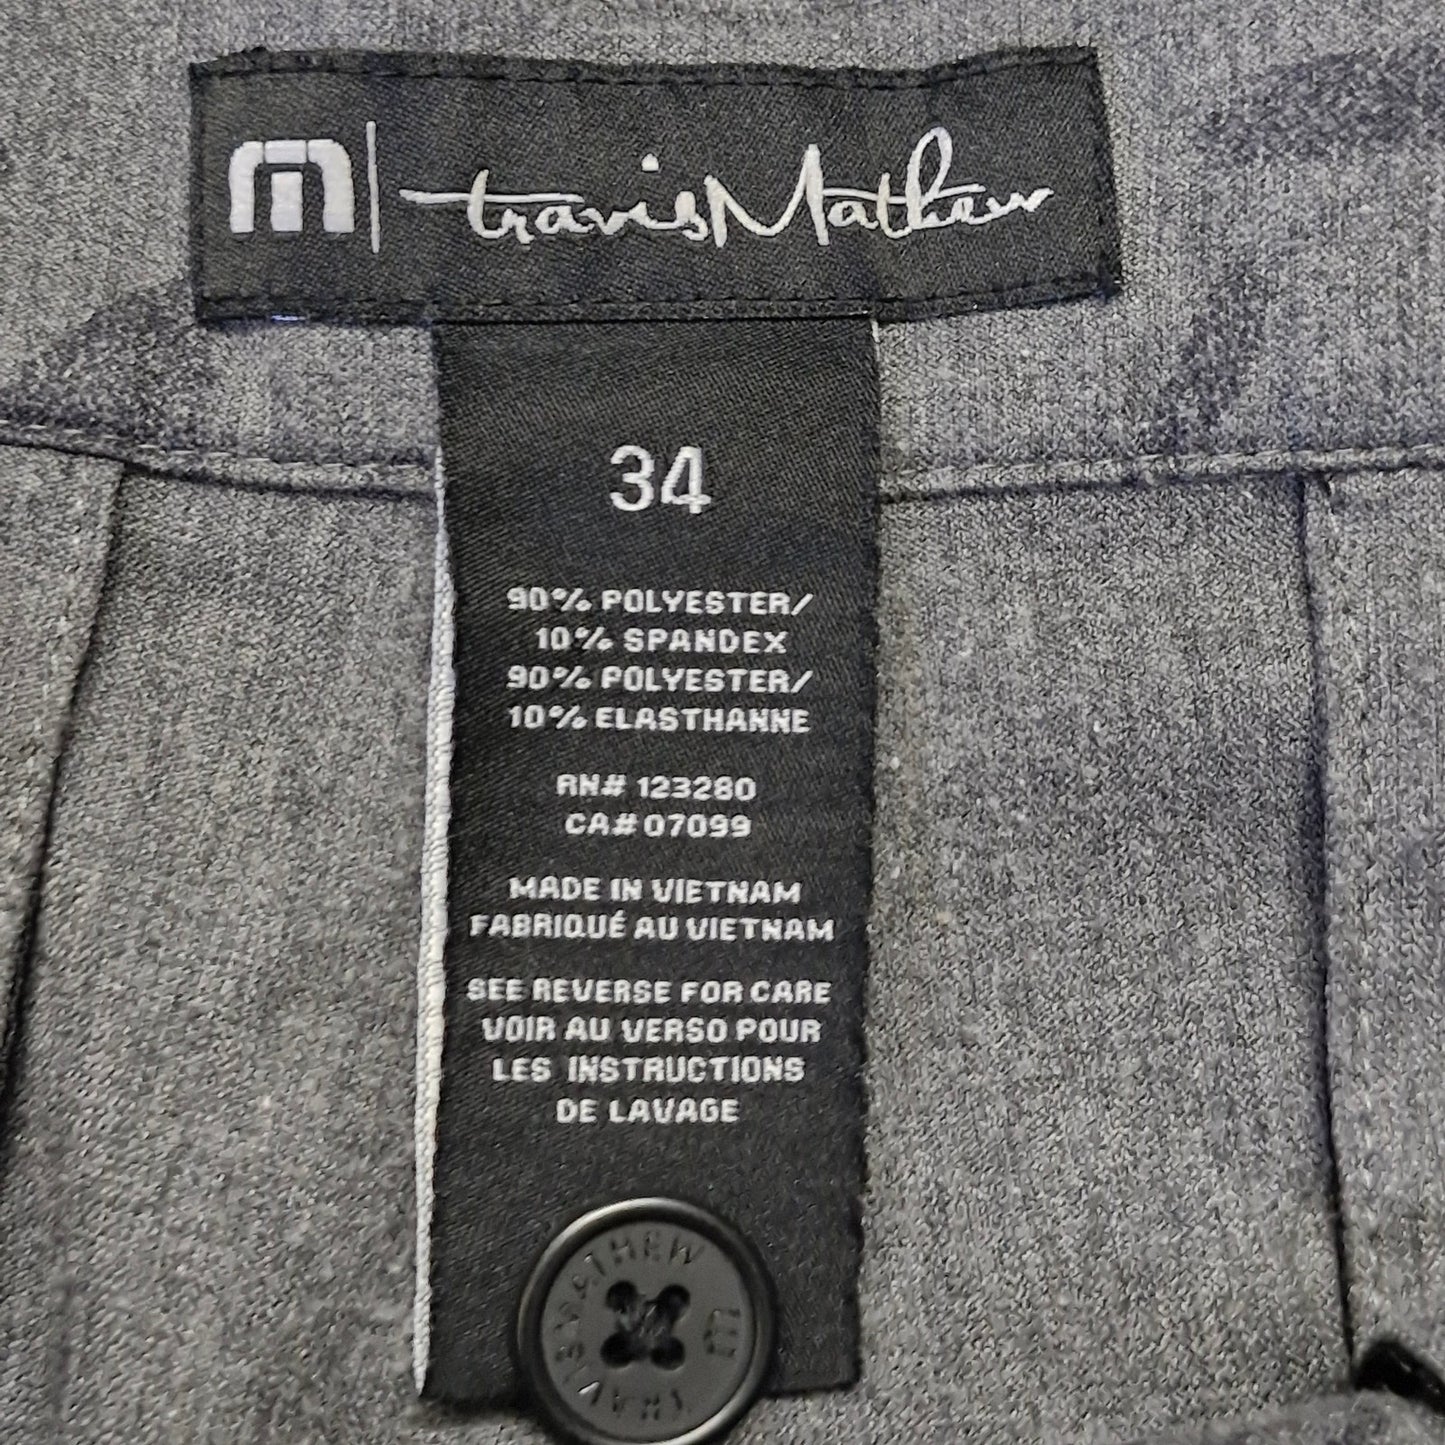 m | travisMathew
34
90% POLYESTER/
10% SPANDEX
90% POLYESTER/
10% ELASTHANNE
RN# 123280
CA# 07099
MADE IN VIETNAM
FABRIQUÉ AU VIETNAM
SEE REVERSE FOR CARE
VOIR AU VERSO POUR
LES INSTRUCTIONS
DE LAVAGE
TRAVISMATHEW m